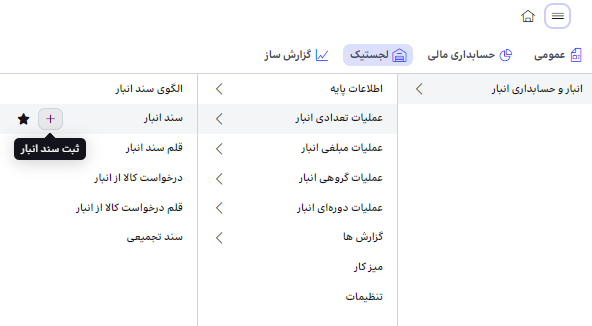 عمومی
حسابداری مالی
لجستیک
گزارش ساز
انبار و حسابداری انبار
اطلاعات پایه
عملیات تعدادی انبار
عملیات مبلغی انبار
عملیات گروهی انبار
عملیات دوره‌ای انبار
گزارش ها
میز کار
تنظیمات
الگوی سند انبار
سند انبار
ثبت سند انبار
قلم سند انبار
درخواست کالا از انبار
قلم درخواست کالا از انبار
سند تجمیعی